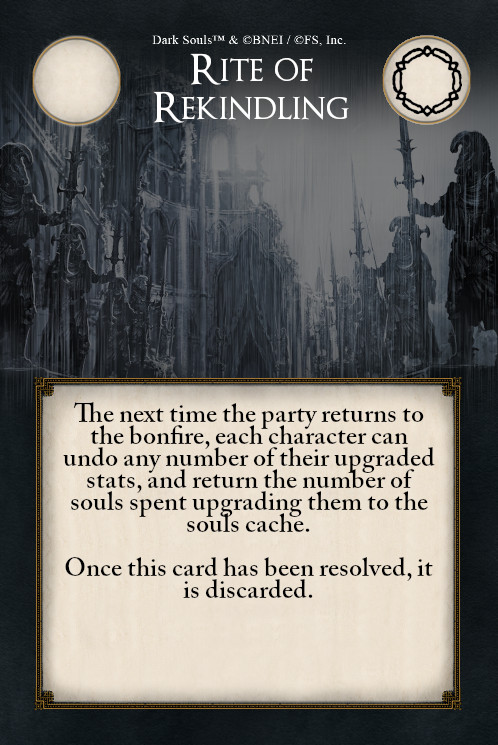 Dark Souls™ & ©BNEI / ©FS, Inc.
Rite of
Rekindling
The next time the party returns to
the bonfire, each character can
undo any number of their upgraded
stats, and return the number of
souls spent upgrading them to the
souls cache.
Once this card has been resolved, it
is discarded.